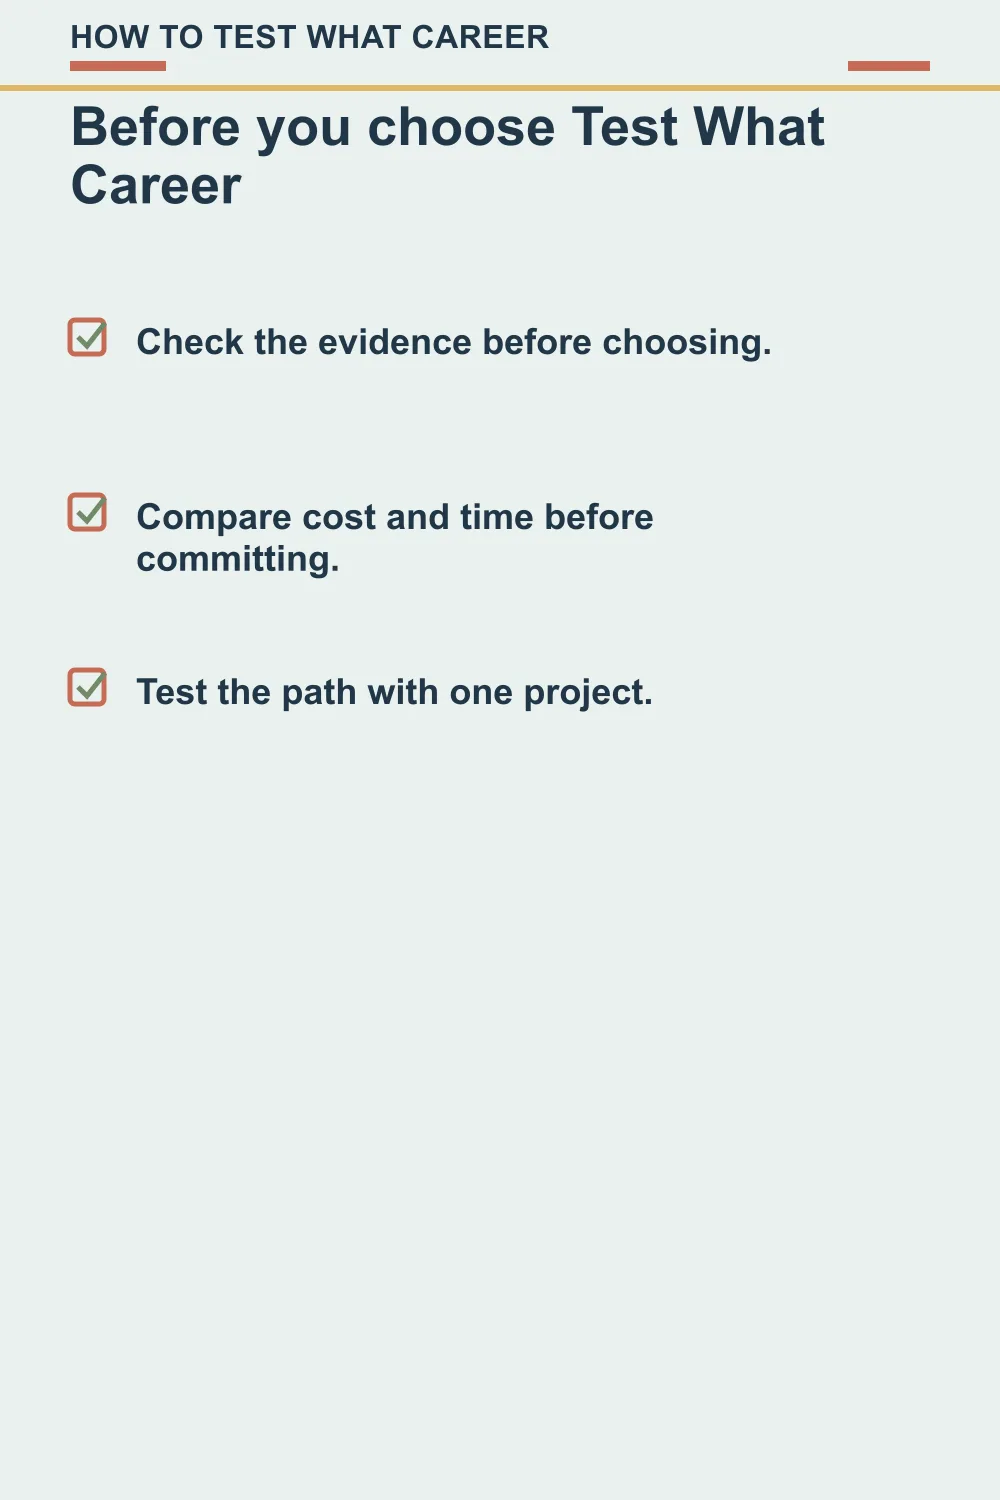 HOW TO TEST WHAT CAREER
Before you choose Test What
Career
Check the evidence before choosing.
Compare cost and time before
committing.
Test the path with one project.